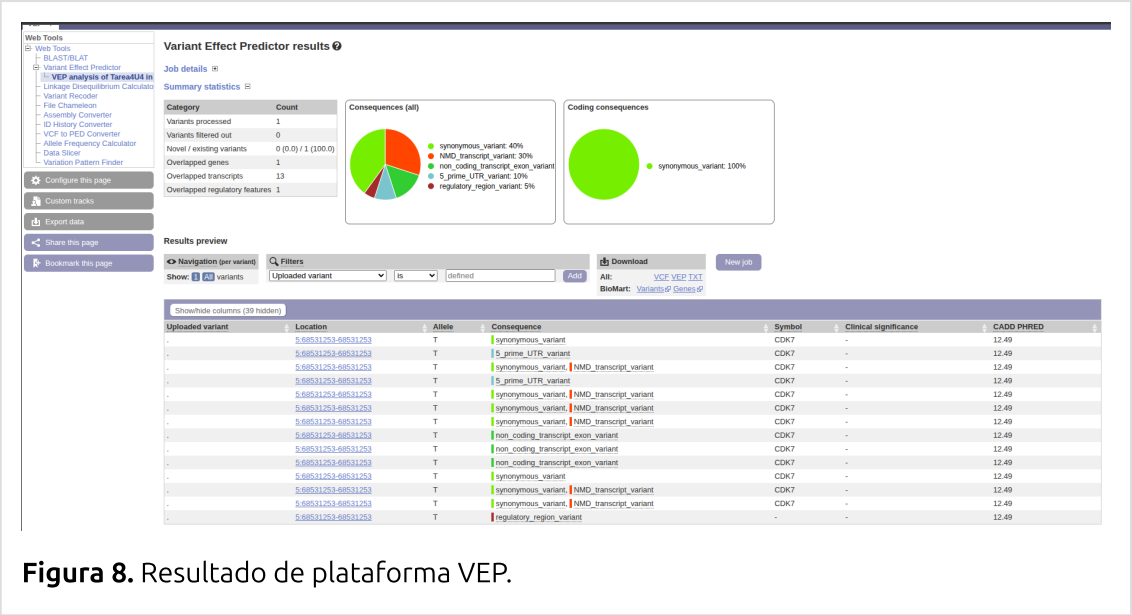 Web Tools
Web Tools
BLAST/BLAT
Variant Effect Predictor
VEP analysis of Tarea4U4 in
Linkage Disequilibrium Calculato
Variant Recoder
File Chameleon
Assembly Converter
ID History Converter
VCF to PED Converter
Allele Frequency Calculator
Data Slicer
Variation Pattern Finder
Configure this page
Custom tracks
Export data
Share this page
Bookmark this page
Variant Effect Predictor results
Job details
Summary statistics
Category Count
Variants processed 1
Variants filtered out 0
Novel / existing variants 0 (0.0) / 1 (100.0)
Overlapped genes 1
Overlapped transcripts 13
Overlapped regulatory features 1
Consequences (all)
synonymous_variant: 40%
NMD_transcript_variant: 30%
non_coding_transcript_exon_variant
5_prime_UTR_variant: 10%
regulatory_region_variant: 5%
Coding consequences
synonymous_variant: 100%
Results preview
Navigation (per variant)
Show: 1 All variants
Filters
Uploaded variant is defined Add
Download
All: VCF VEP TXT
BioMart: Variants Genes
New job
Show/hide columns (39 hidden)
Uploaded variant Location Allele Consequence Symbol Clinical significance CADD PHRED
. 5:68531253-68531253 T synonymous_variant CDK7 - 12.49
. 5:68531253-68531253 T 5_prime_UTR_variant CDK7 - 12.49
. 5:68531253-68531253 T synonymous_variant, NMD_transcript_variant CDK7 - 12.49
. 5:68531253-68531253 T 5_prime_UTR_variant CDK7 - 12.49
. 5:68531253-68531253 T synonymous_variant, NMD_transcript_variant CDK7 - 12.49
. 5:68531253-68531253 T synonymous_variant, NMD_transcript_variant CDK7 - 12.49
. 5:68531253-68531253 T synonymous_variant, NMD_transcript_variant CDK7 - 12.49
. 5:68531253-68531253 T non_coding_transcript_exon_variant CDK7 - 12.49
. 5:68531253-68531253 T non_coding_transcript_exon_variant CDK7 - 12.49
. 5:68531253-68531253 T non_coding_transcript_exon_variant CDK7 - 12.49
. 5:68531253-68531253 T synonymous_variant CDK7 - 12.49
. 5:68531253-68531253 T synonymous_variant, NMD_transcript_variant CDK7 - 12.49
. 5:68531253-68531253 T synonymous_variant, NMD_transcript_variant CDK7 - 12.49
. 5:68531253-68531253 T regulatory_region_variant - - 12.49
Figura 8. Resultado de plataforma VEP.